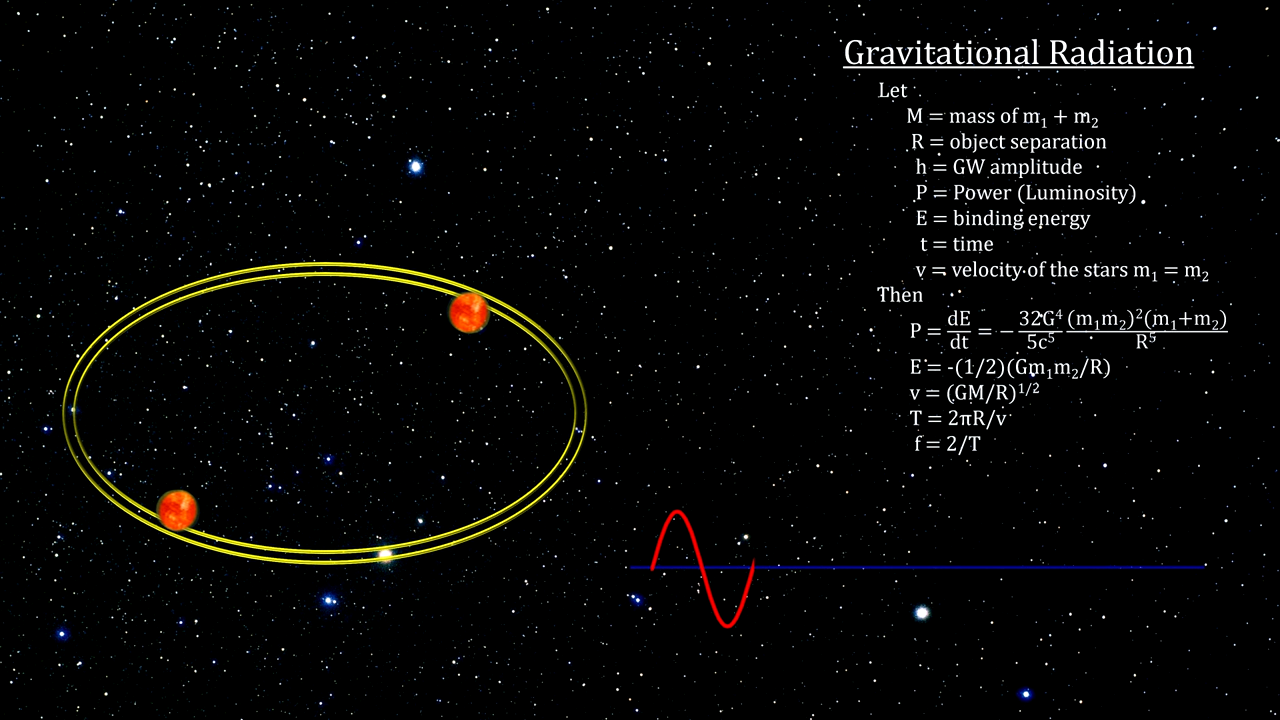 Gravitational Radiation
Let
M = mass of m₁ + m₂
R = object separation
h = GW amplitude
P = Power (Luminosity)
E = binding energy
t = time
v = velocity of the stars m₁ = m₂
Then
P = dE/dt = − 32G⁴/5c⁵ (m₁m₂)²(m₁+m₂)/R⁵
E = -(1/2)(Gm₁m₂/R)
v = (GM/R)¹/²
T = 2πR/v
f = 2/T